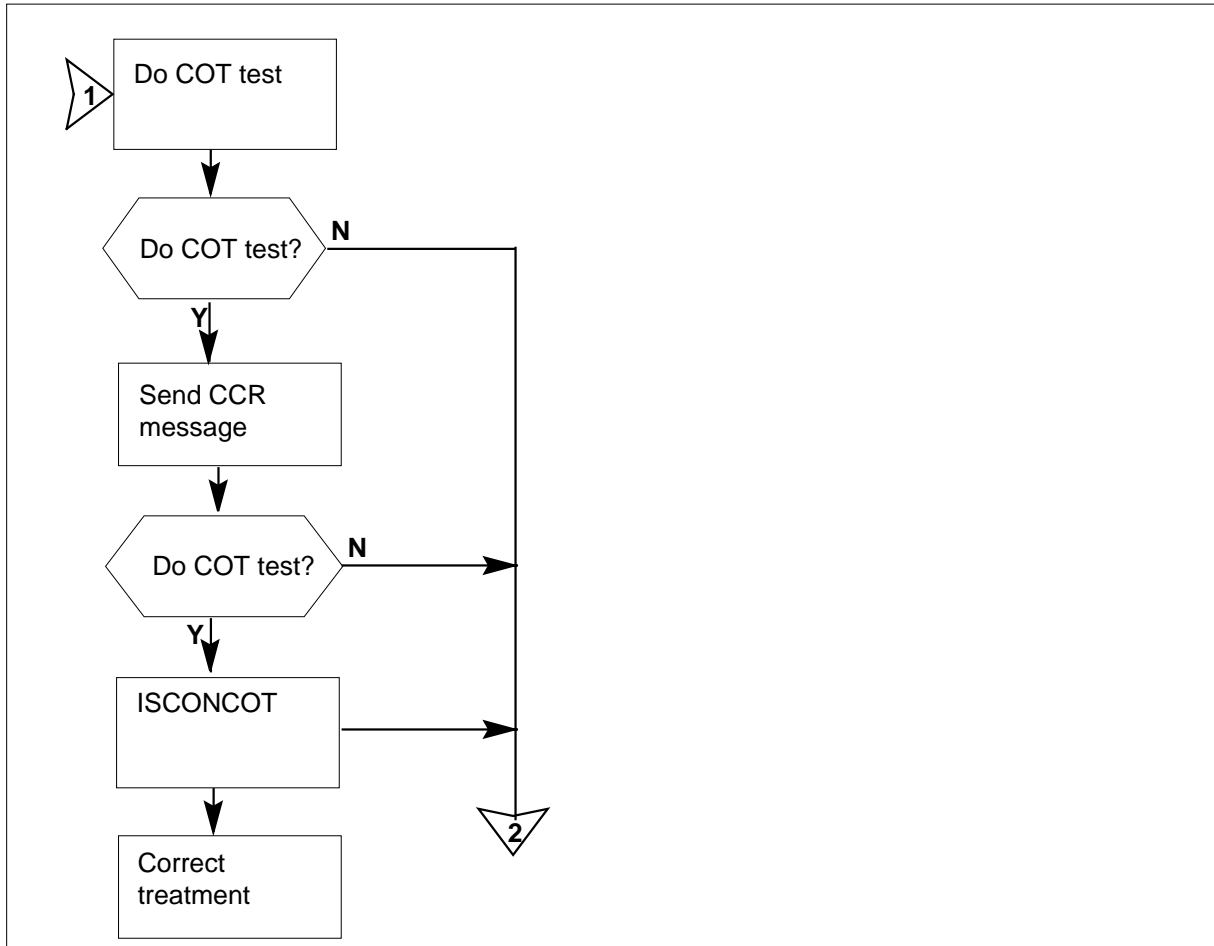 Do COT test
1
Do COT test?
N
Y
Send CCR
message
Do COT test?
N
Y
ISCONCOT
2
Correct
treatment